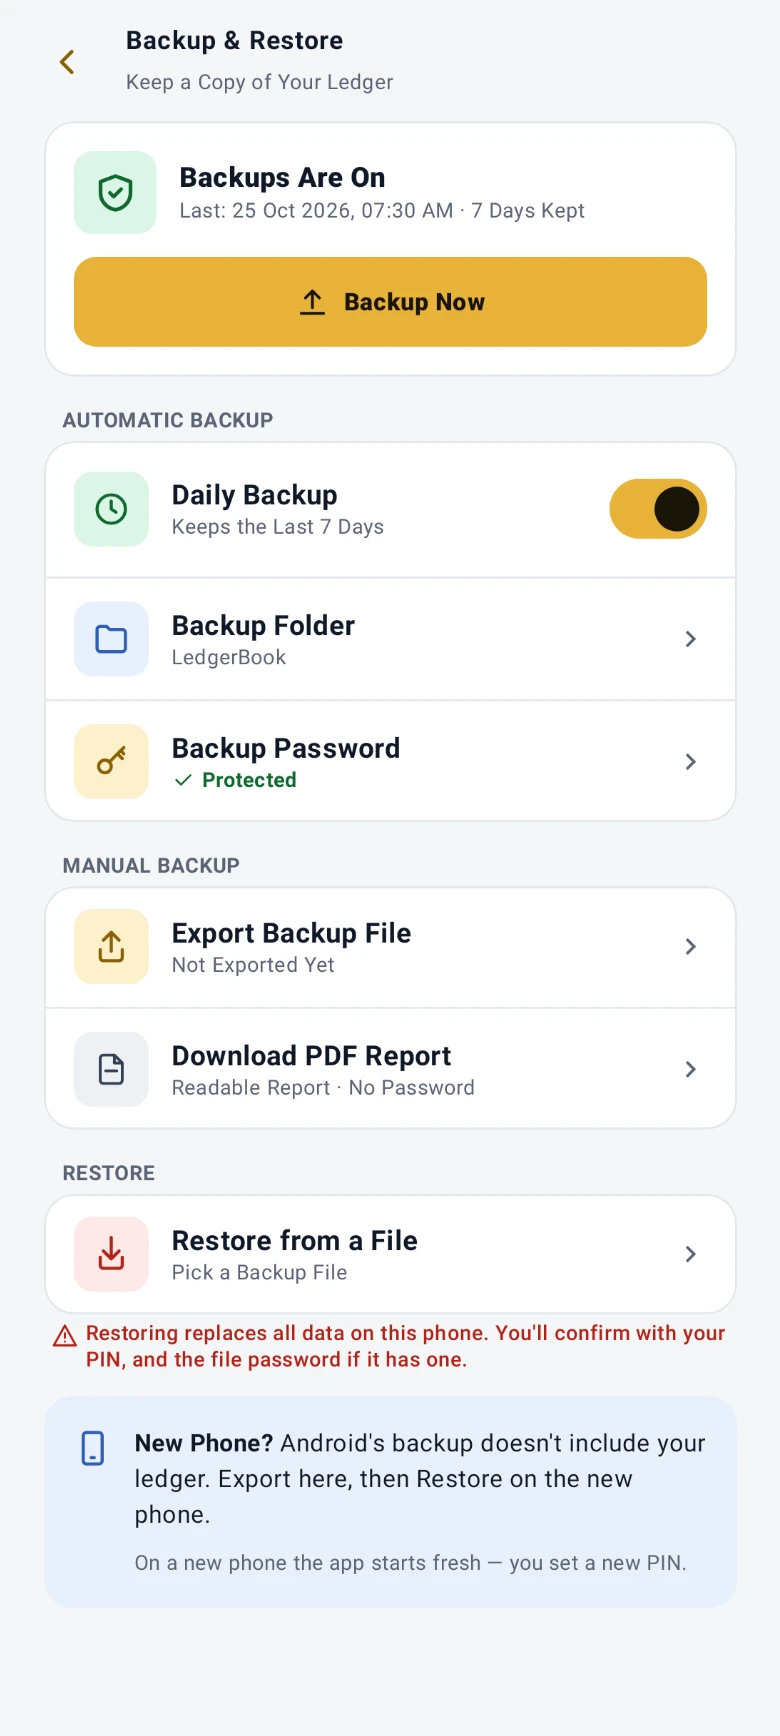 Backup & Restore
Keep a Copy of Your Ledger
Backups Are On
Last: 25 Oct 2026, 07:30 AM · 7 Days Kept
Backup Now
AUTOMATIC BACKUP
Daily Backup
Keeps the Last 7 Days
Backup Folder
LedgerBook
Backup Password
Protected
MANUAL BACKUP
Export Backup File
Not Exported Yet
Download PDF Report
Readable Report · No Password
RESTORE
Restore from a File
Pick a Backup File
Restoring replaces all data on this phone. You'll confirm with your
PIN, and the file password if it has one.
New Phone? Android's backup doesn't include your
ledger. Export here, then Restore on the new
phone.
On a new phone the app starts fresh — you set a new PIN.